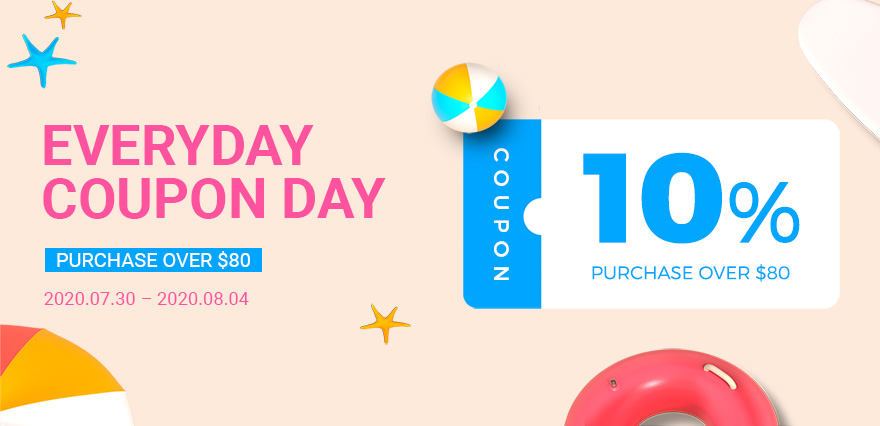 EVERYDAY
COUPON DAY
PURCHASE OVER $80
2020.07.30 – 2020.08.04
COUPON
10%
PURCHASE OVER $80